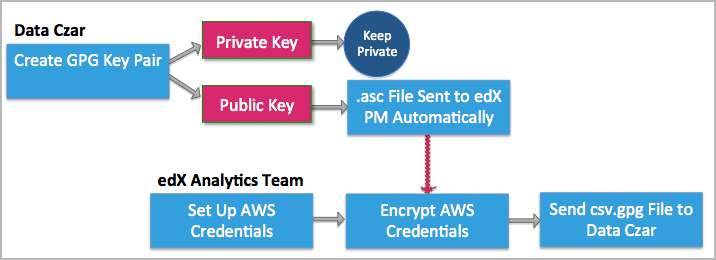 Data Czar
Create GPG Key Pair
Private Key
Keep
Private
Public Key
.asc File Sent to edX
PM Automatically
edX Analytics Team
Set Up AWS
Credentials
Encrypt AWS
Credentials
Send csv.gpg File to
Data Czar